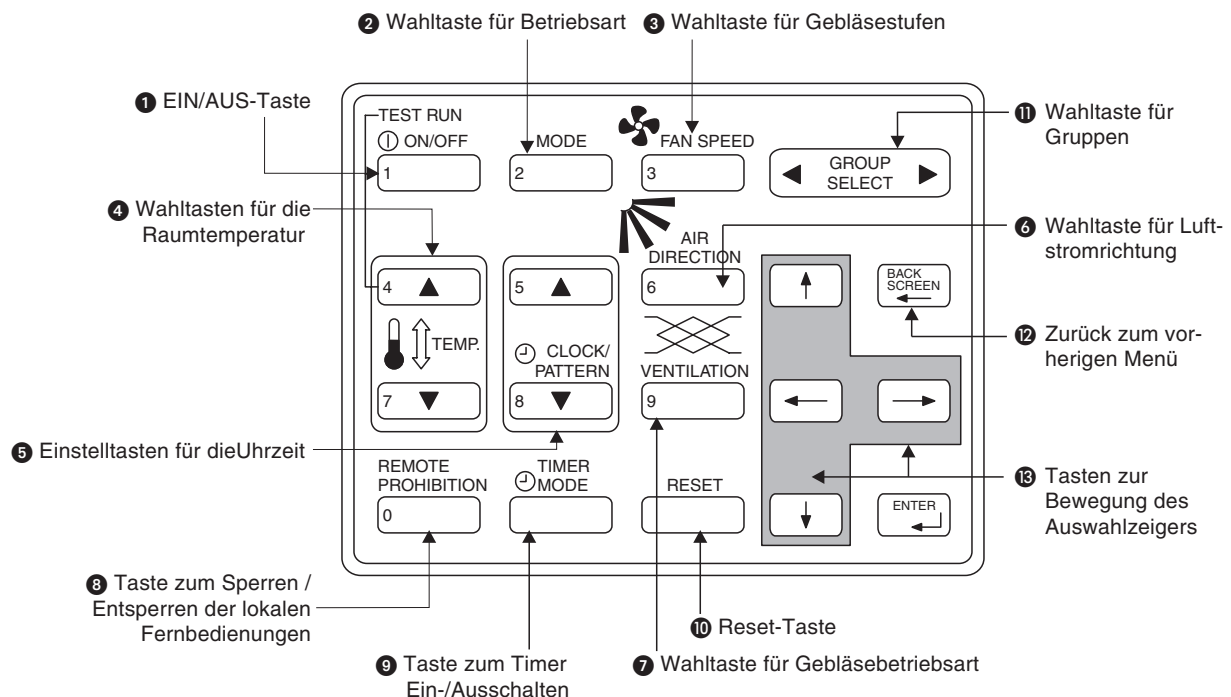 ❷ Wahltaste für Betriebsart
❸ Wahltaste für Gebläsestufen
❶ EIN/AUS-Taste
❹ Wahltasten für die
Raumtemperatur
❺ Einstelltasten für dieUhrzeit
❽ Taste zum Sperren /
Entsperren der lokalen
Fernbedienungen
TEST RUN
ON/OFF
1
MODE
2
FAN SPEED
3
◀ GROUP ▶
SELECT
4 ▲
TEMP.
7 ▼
5 ▲
CLOCK/
PATTERN
8 ▼
AIR
DIRECTION
6
VENTILATION
9
REMOTE
PROHIBITION
0
TIMER
MODE
RESET
↑
←
→
↓
BACK
SCREEN
←
ENTER
⓫ Wahltaste für
Gruppen
❻ Wahltaste für Luft-
stromrichtung
⓬ Zurück zum vor-
herigen Menü
⓭ Tasten zur
Bewegung des
Auswahlzeigers
❿ Reset-Taste
❾ Taste zum Timer
Ein-/Ausschalten
❼ Wahltaste für Gebläsebetriebsart